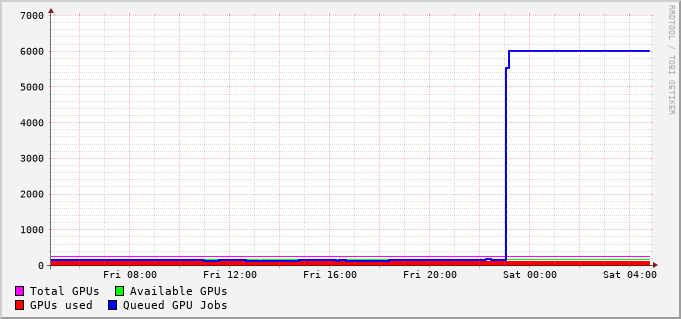 7000
6000
5000
4000
3000
2000
1000
0
Fri 08:00 Fri 12:00 Fri 16:00 Fri 20:00 Sat 00:00 Sat 04:00
Total GPUs Available GPUs
GPUs used Queued GPU Jobs
RRDTOOL / TOBI OETIKER